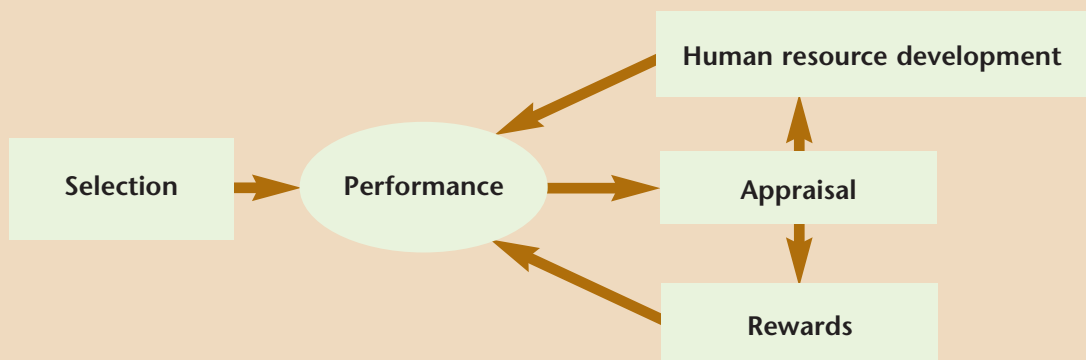 Human resource development
Selection
Performance
Appraisal
Rewards